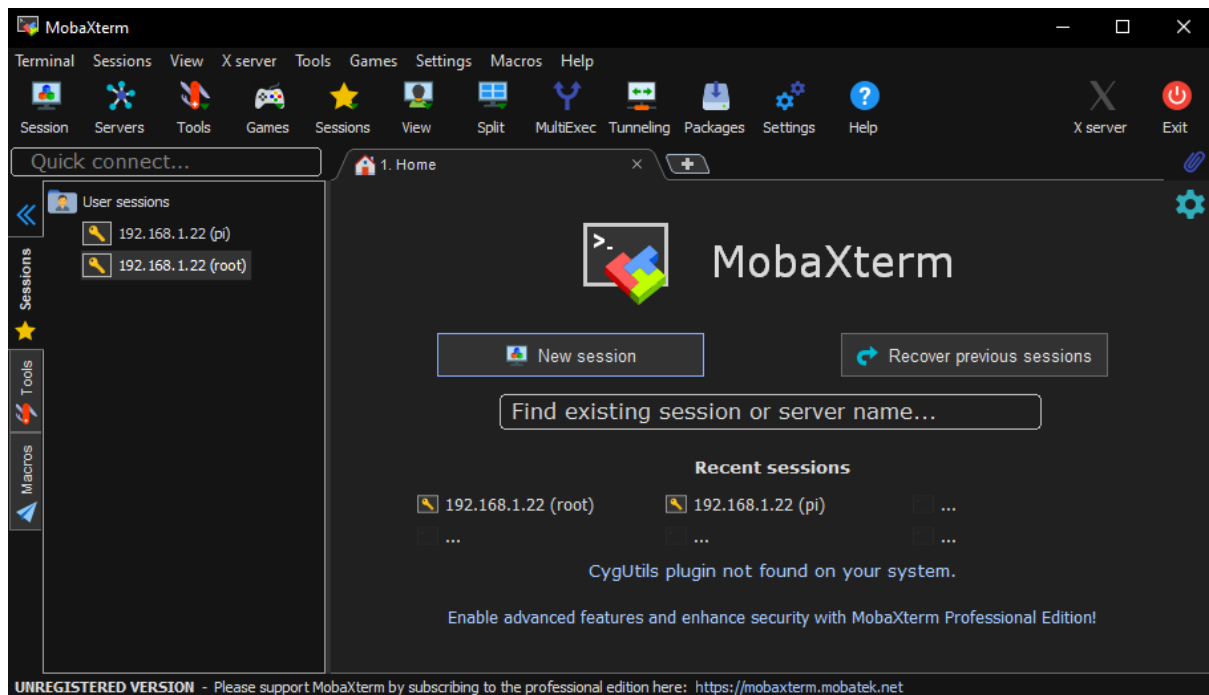 MobaXterm
Terminal Sessions View X server Tools Games Settings Macros Help
Session Servers Tools Games Sessions View Split MultiExec Tunneling Packages Settings Help X server Exit
Quick connect...
1. Home
User sessions
192.168.1.22 (pi)
192.168.1.22 (root)
Sessions
Tools
Macros
>_
MobaXterm
New session
Recover previous sessions
Find existing session or server name...
Recent sessions
192.168.1.22 (root) 192.168.1.22 (pi) ...
... ... ...
CygUtils plugin not found on your system.
Enable advanced features and enhance security with MobaXterm Professional Edition!
UNREGISTERED VERSION - Please support MobaXterm by subscribing to the professional edition here: https://mobaxterm.mobatek.net